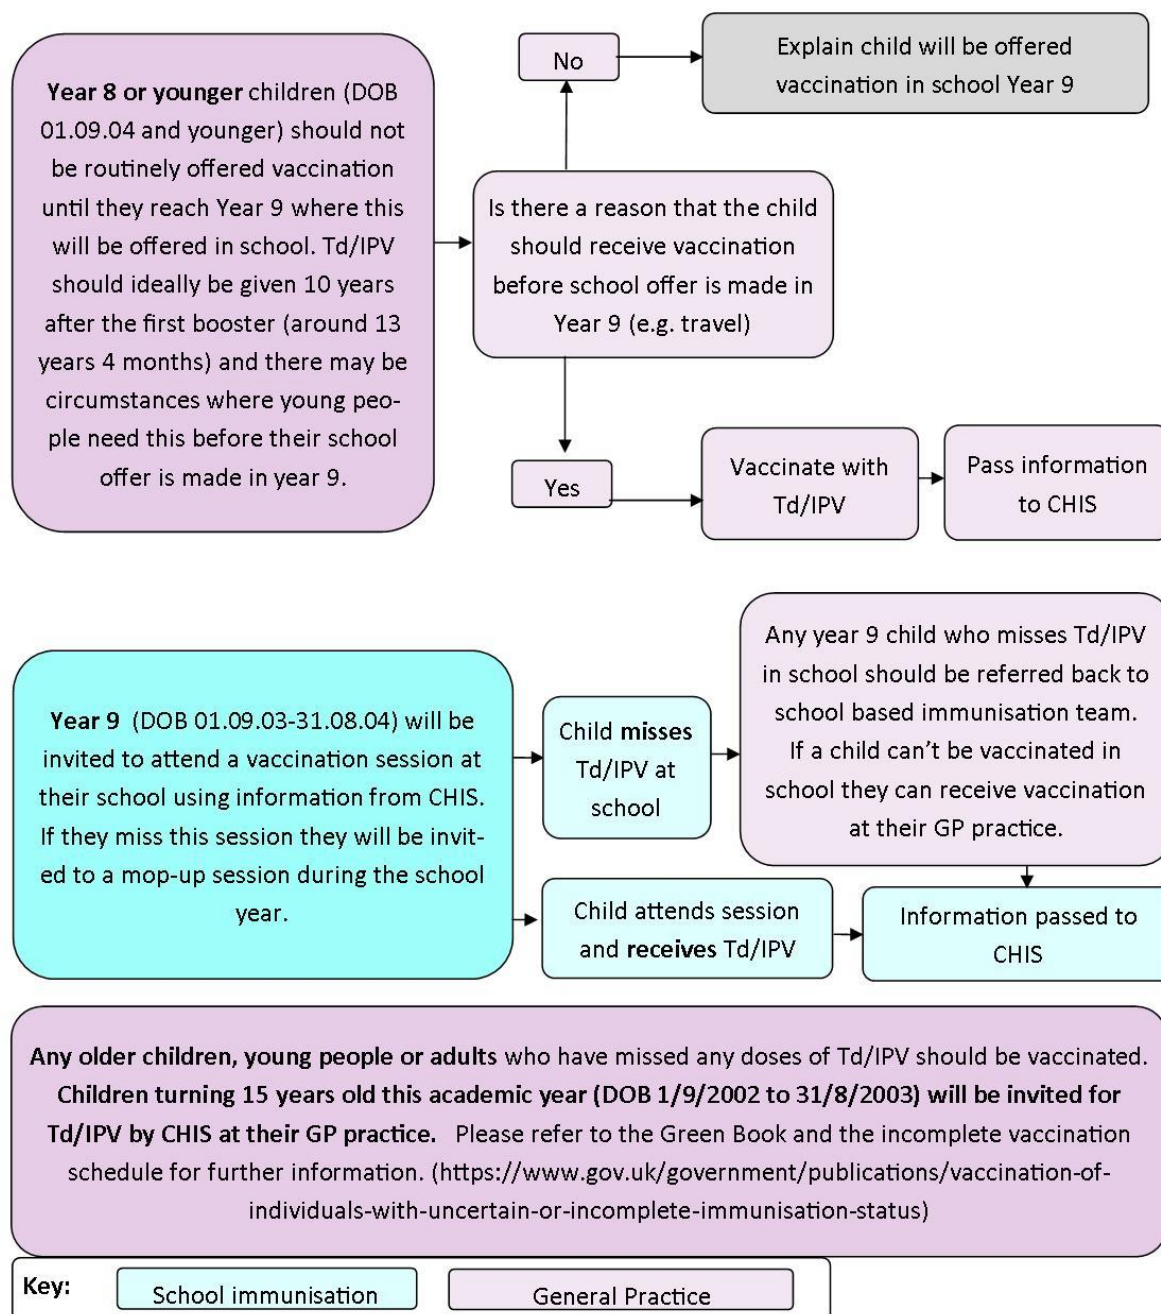 Year 8 or younger children (DOB
01.09.04 and younger) should not
be routinely offered vaccination
until they reach Year 9 where this
will be offered in school. Td/IPV
should ideally be given 10 years
after the first booster (around 13
years 4 months) and there may be
circumstances where young peo-
ple need this before their school
offer is made in year 9.
No
Explain child will be offered
vaccination in school Year 9
Is there a reason that the child
should receive vaccination
before school offer is made in
Year 9 (e.g. travel)
Yes
Vaccinate with
Td/IPV
Pass information
to CHIS
Year 9 (DOB 01.09.03-31.08.04) will be
invited to attend a vaccination session at
their school using information from CHIS.
If they miss this session they will be invit-
ed to a mop-up session during the school
year.
Child misses
Td/IPV at
school
Any year 9 child who misses Td/IPV
in school should be referred back to
school based immunisation team.
If a child can't be vaccinated in
school they can receive vaccination
at their GP practice.
Child attends session
and receives Td/IPV
Information passed to
CHIS
Any older children, young people or adults who have missed any doses of Td/IPV should be vaccinated.
Children turning 15 years old this academic year (DOB 1/9/2002 to 31/8/2003) will be invited for
Td/IPV by CHIS at their GP practice. Please refer to the Green Book and the incomplete vaccination
schedule for further information. (https://www.gov.uk/government/publications/vaccination-of-
individuals-with-uncertain-or-incomplete-immunisation-status)
Key:
School immunisation
General Practice